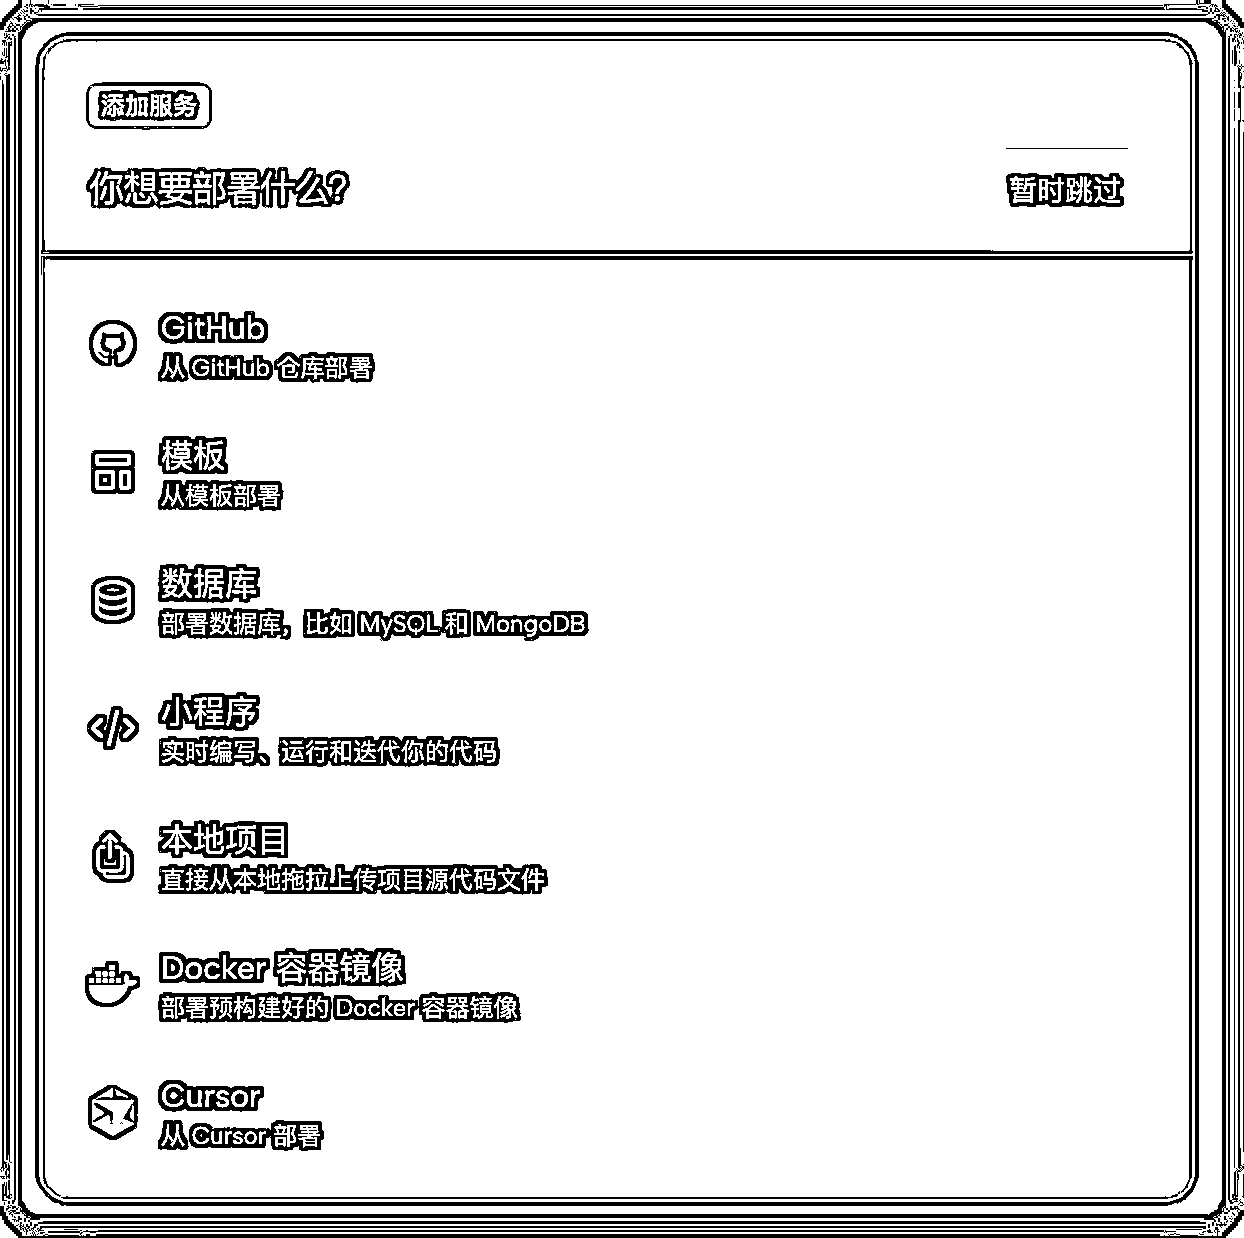 添加服务
你想要部署什么?
暂时跳过
GitHub
从 GitHub 仓库部署
模板
从模板部署
数据库
部署数据库，比如 MySQL 和 MongoDB
小程序
实时编写、运行和迭代你的代码
本地项目
直接从本地拖拉上传项目源代码文件
Docker 容器镜像
部署预构建好的 Docker 容器镜像
Cursor
从 Cursor 部署